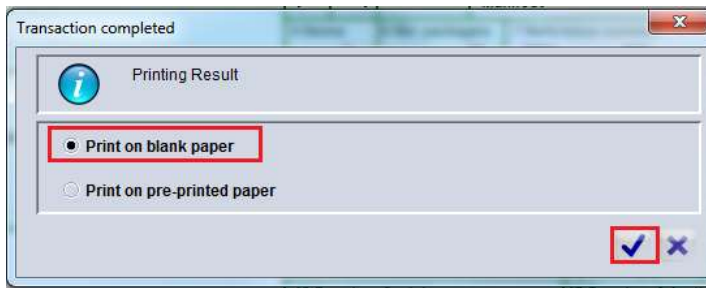 Transaction completed
Printing Result
Print on blank paper
Print on pre-printed paper